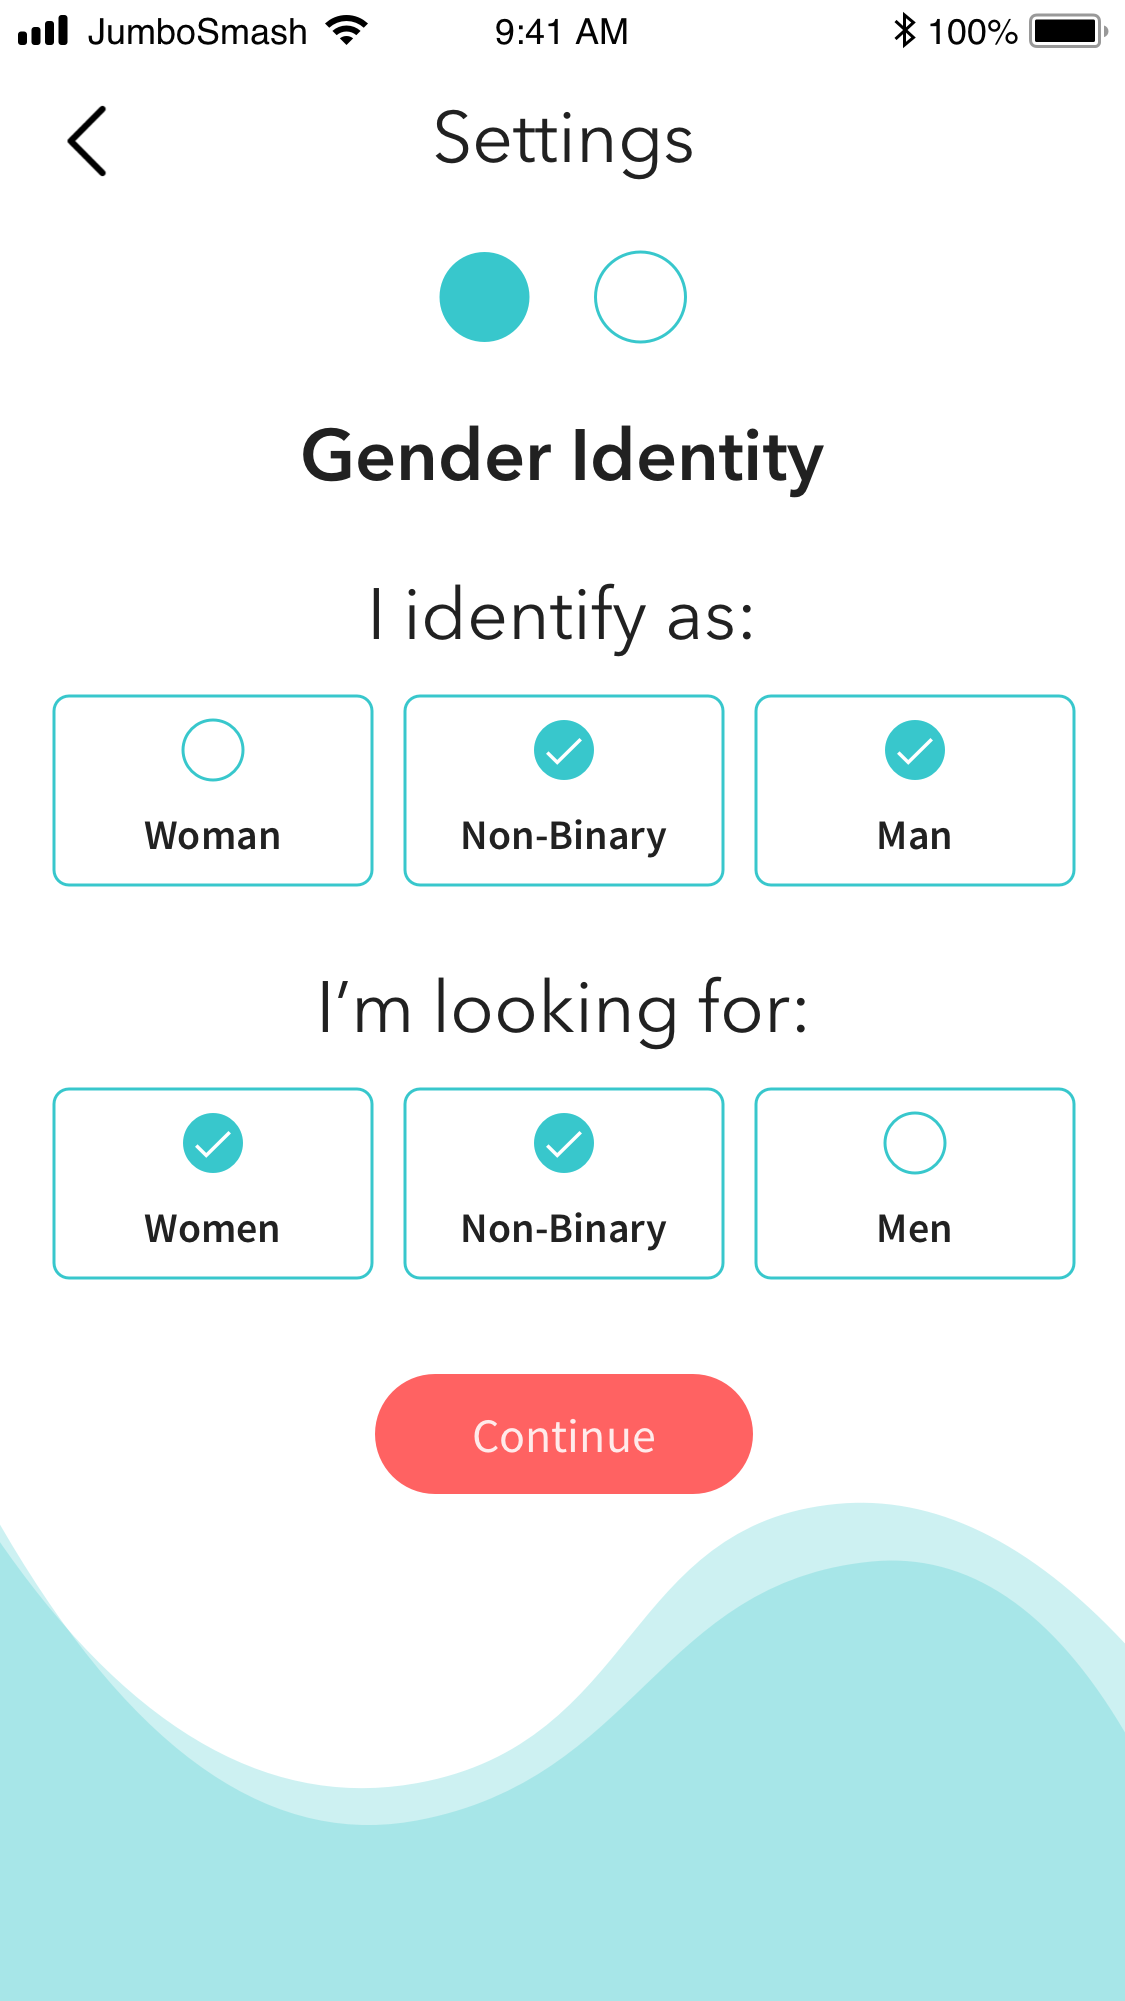 JumboSmash 9:41 AM 100%
Settings
Gender Identity
I identify as:
Woman Non-Binary Man
I’m looking for:
Women Non-Binary Men
Continue